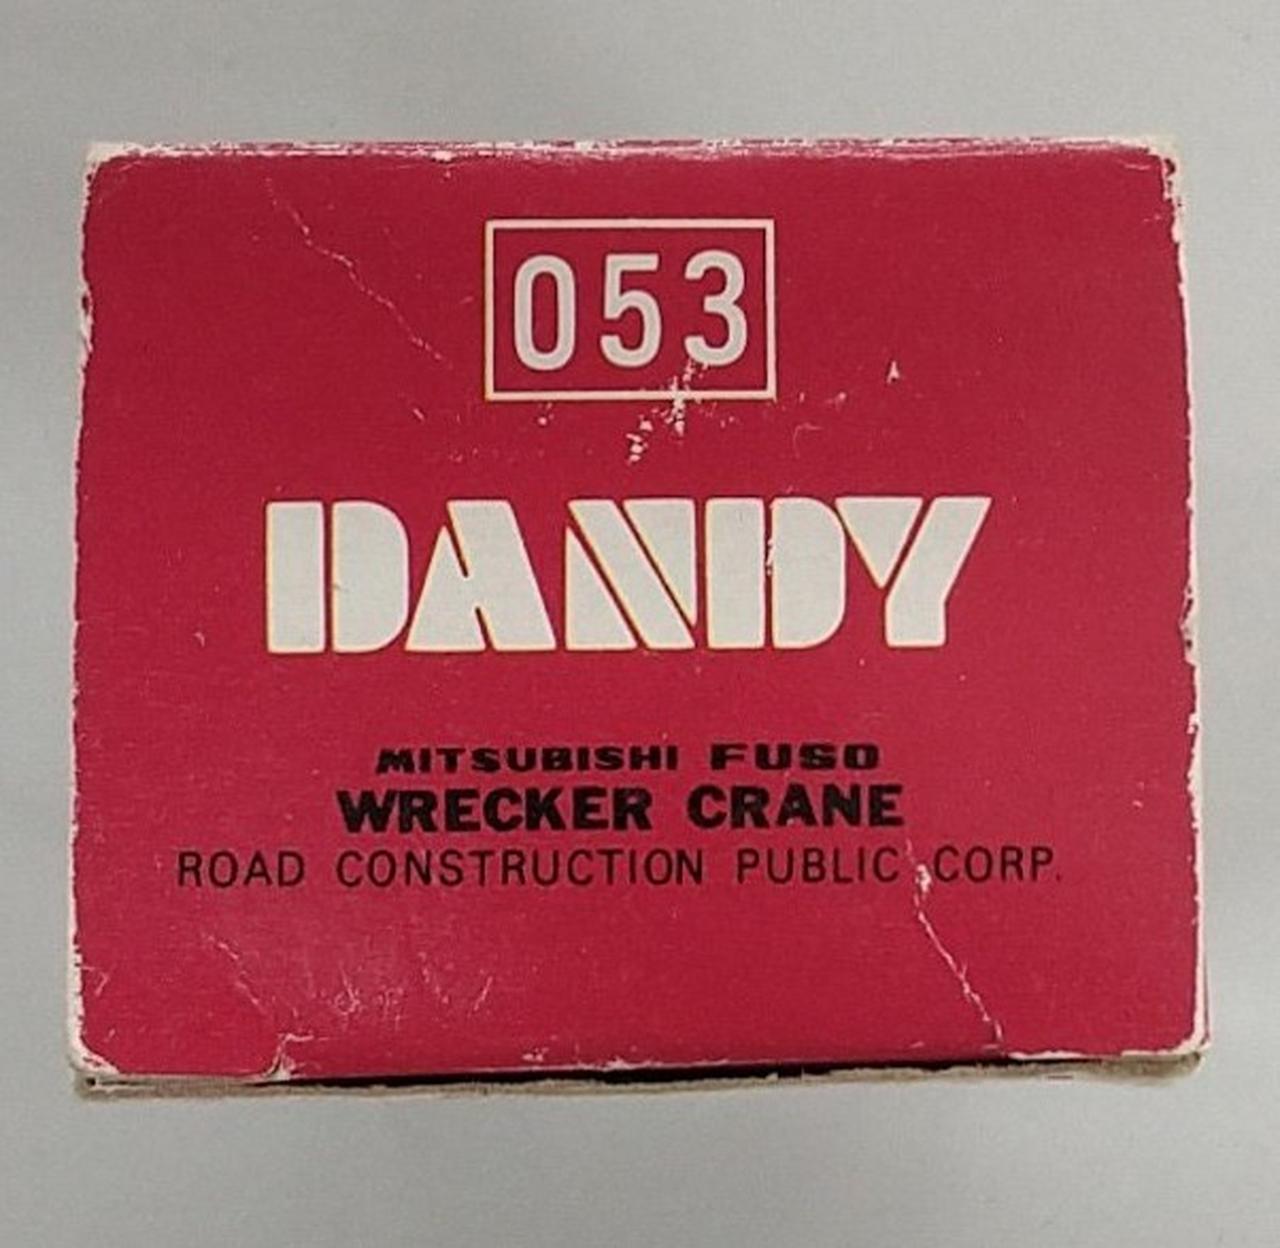 053
DANDY
MITSUBISHI FUSO
WRECKER CRANE
ROAD CONSTRUCTION PUBLIC CORP.